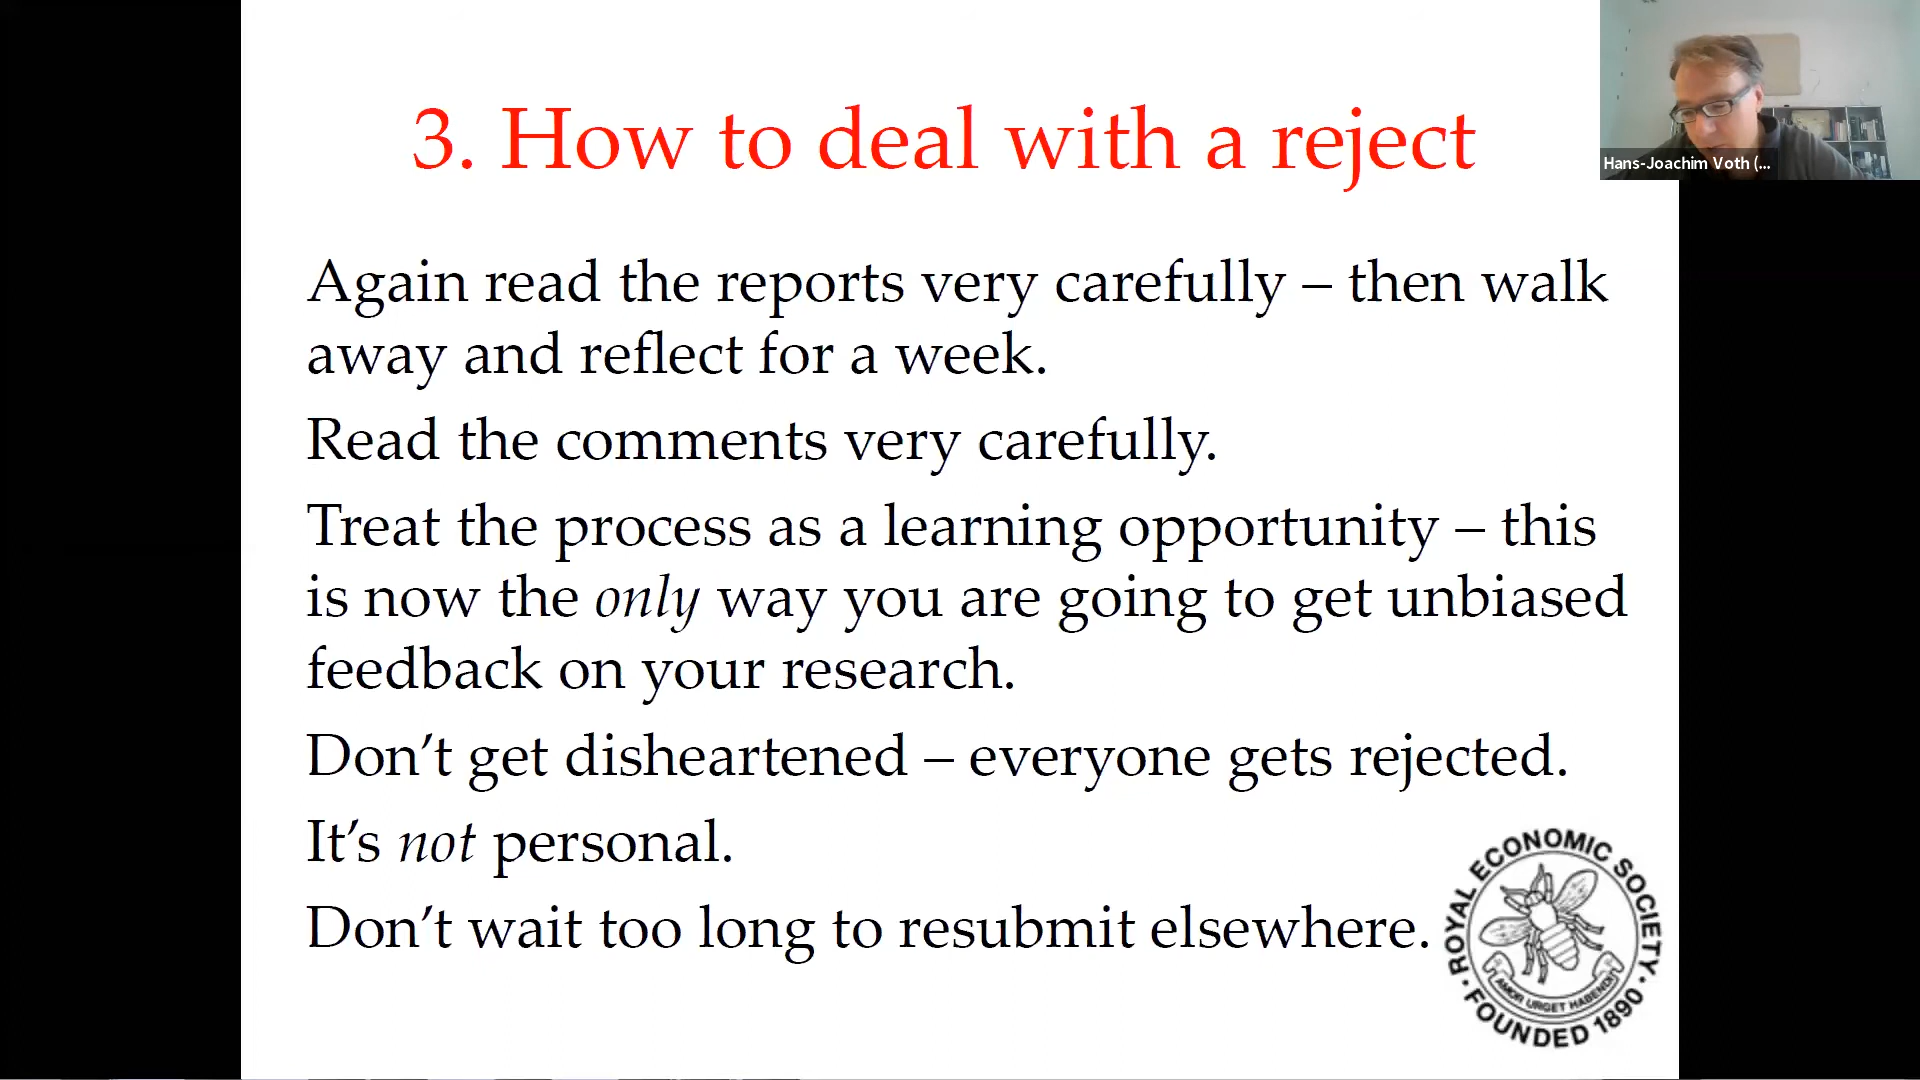 3. How to deal with a reject
Hans-Joachim Voth (...
Again read the reports very carefully – then walk
away and reflect for a week.
Read the comments very carefully.
Treat the process as a learning opportunity – this
is now the only way you are going to get unbiased
feedback on your research.
Don’t get disheartened – everyone gets rejected.
It’s not personal.
Don’t wait too long to resubmit elsewhere.
ROYAL ECONOMIC SOCIETY
AMOR URGET HABENDI
· FOUNDED 1890 ·